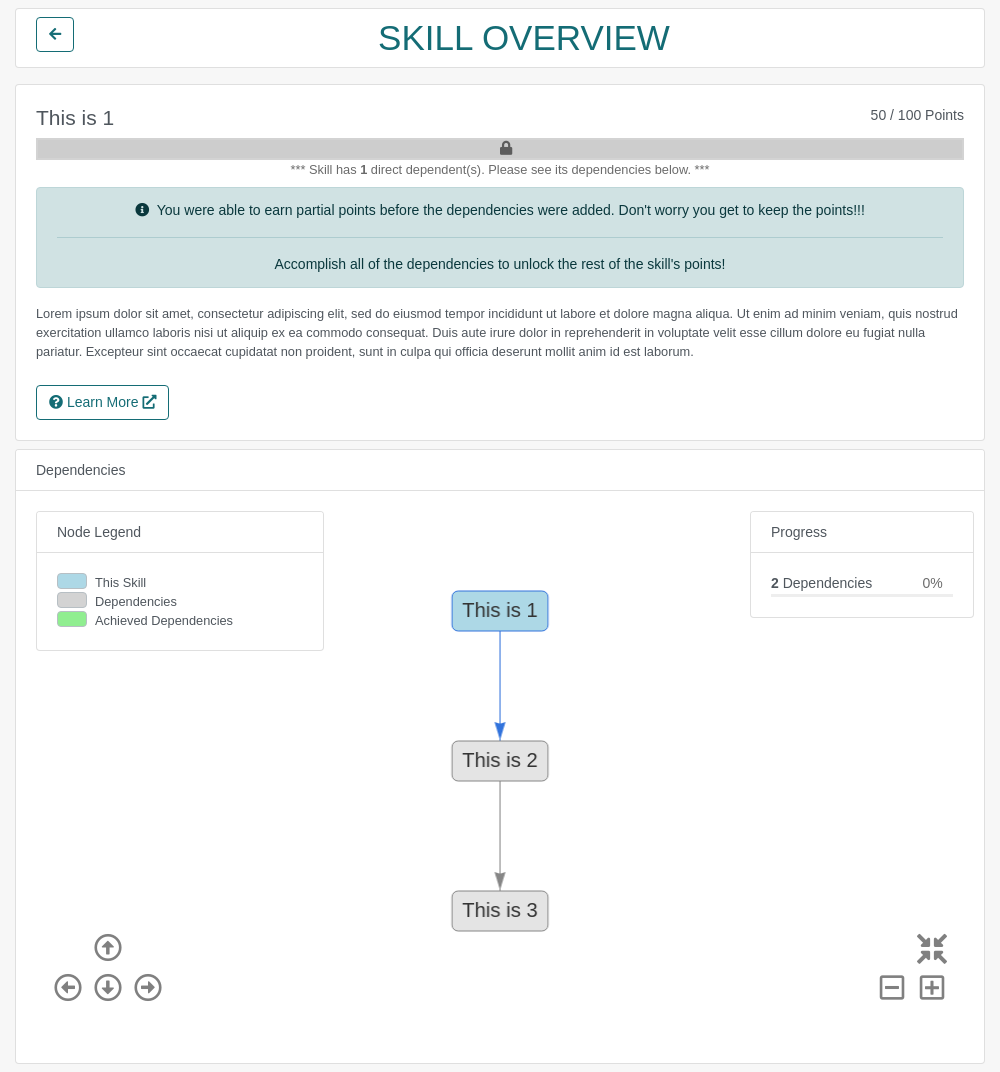 SKILL OVERVIEW
This is 1
50 / 100 Points
*** Skill has 1 direct dependent(s). Please see its dependencies below. ***
You were able to earn partial points before the dependencies were added. Don't worry you get to keep the points!!!
Accomplish all of the dependencies to unlock the rest of the skill's points!
Lorem ipsum dolor sit amet, consectetur adipiscing elit, sed do eiusmod tempor incididunt ut labore et dolore magna aliqua. Ut enim ad minim veniam, quis nostrud
exercitation ullamco laboris nisi ut aliquip ex ea commodo consequat. Duis aute irure dolor in reprehenderit in voluptate velit esse cillum dolore eu fugiat nulla
pariatur. Excepteur sint occaecat cupidatat non proident, sunt in culpa qui officia deserunt mollit anim id est laborum.
Learn More
Dependencies
Node Legend
This Skill
Dependencies
Achieved Dependencies
Progress
2 Dependencies 0%
This is 1
This is 2
This is 3